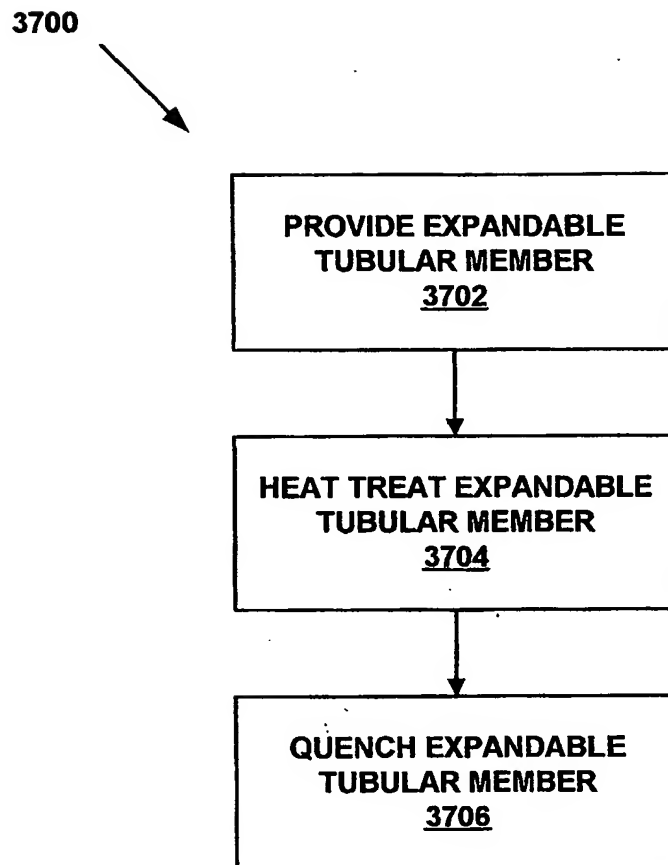 3700
PROVIDE EXPANDABLE
TUBULAR MEMBER
3702
HEAT TREAT EXPANDABLE
TUBULAR MEMBER
3704
QUENCH EXPANDABLE
TUBULAR MEMBER
3706